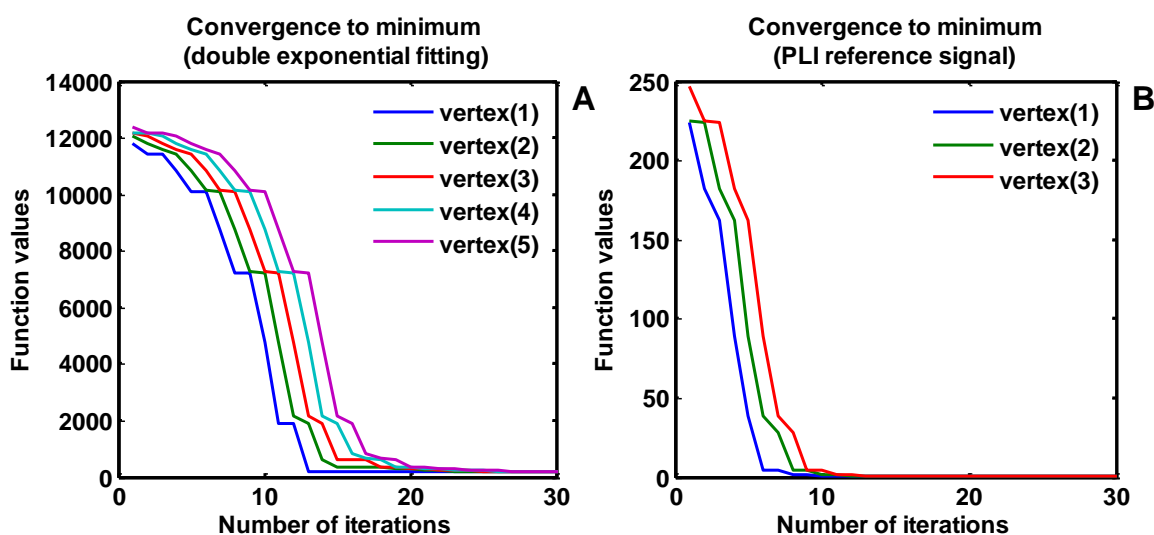 Convergence to minimum
(double exponential fitting)
A
Function values
14000
12000
10000
8000
6000
4000
2000
0
vertex(1)
vertex(2)
vertex(3)
vertex(4)
vertex(5)
0 10 20 30
Number of iterations
Convergence to minimum
(PLI reference signal)
B
Function values
250
200
150
100
50
0
vertex(1)
vertex(2)
vertex(3)
0 10 20 30
Number of iterations